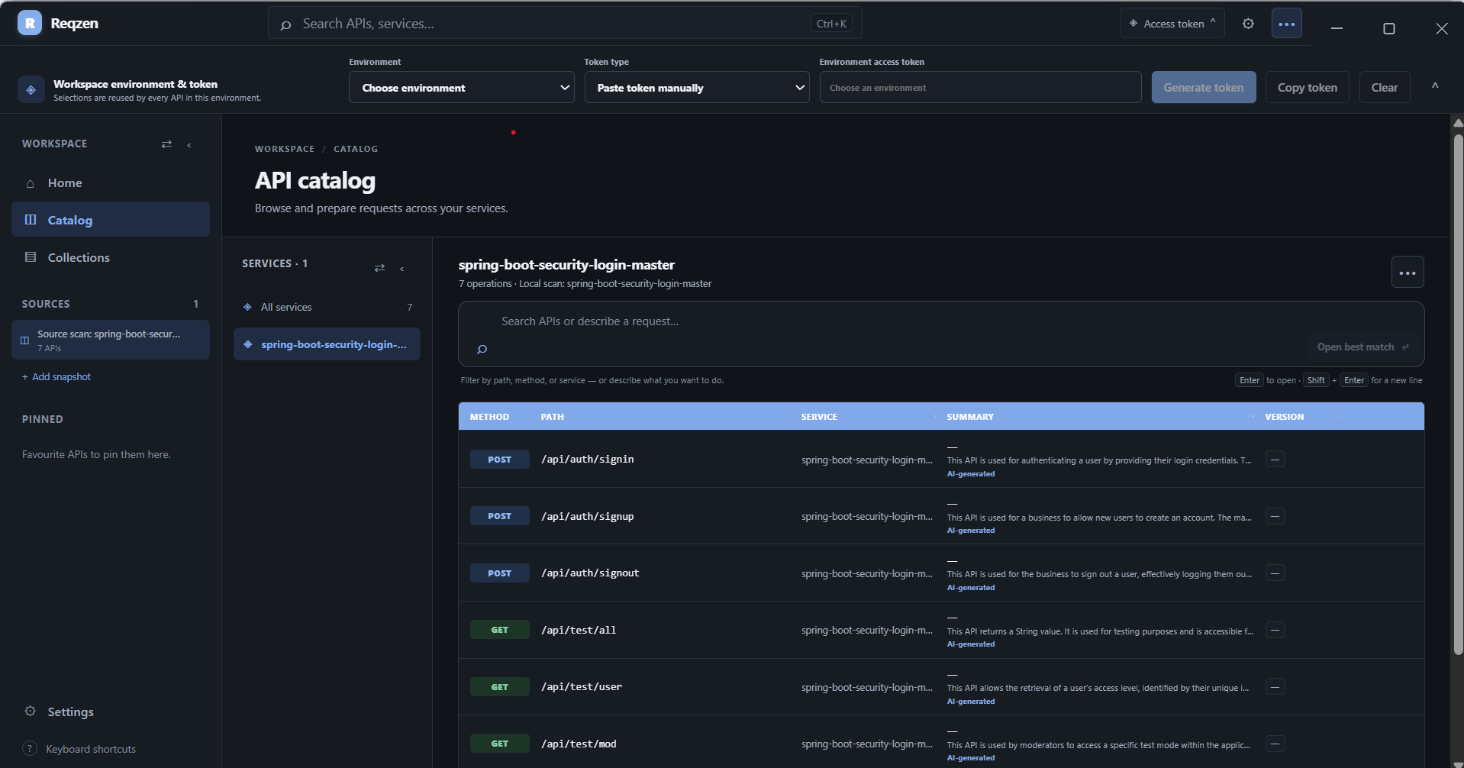 R Reqzen
Search APIs, services... Ctrl+K
Access token ^
Environment Token type Environment access token
Workspace environment & token
Selections are reused by every API in this environment.
Choose environment Paste token manually Choose an environment Generate token Copy token Clear ^
WORKSPACE
Home
Catalog
Collections
SOURCES 1
Source scan: spring-boot-secur...
7 APIs
+ Add snapshot
PINNED
Favourite APIs to pin them here.
Settings
? Keyboard shortcuts
WORKSPACE / CATALOG
API catalog
Browse and prepare requests across your services.
SERVICES · 1
All services 7
spring-boot-security-login-...
spring-boot-security-login-master
7 operations · Local scan: spring-boot-security-login-master
Search APIs or describe a request...
Open best match ↵
Filter by path, method, or service — or describe what you want to do. Enter to open · Shift + Enter for a new line
METHOD PATH SERVICE SUMMARY VERSION
—
POST /api/auth/signin spring-boot-security-login-m... This API is used for authenticating a user by providing their login credentials. T... —
AI-generated
—
POST /api/auth/signup spring-boot-security-login-m... This API is used for a business to allow new users to create an account. The ma... —
AI-generated
—
POST /api/auth/signout spring-boot-security-login-m... This API is used for the business to sign out a user, effectively logging them ou... —
AI-generated
—
GET /api/test/all spring-boot-security-login-m... This API returns a String value. It is used for testing purposes and is accessible f... —
AI-generated
—
GET /api/test/user spring-boot-security-login-m... This API allows the retrieval of a user's access level, identified by their unique i... —
AI-generated
—
GET /api/test/mod spring-boot-security-login-m... This API is used by moderators to access a specific test mode within the applic... —
AI-generated